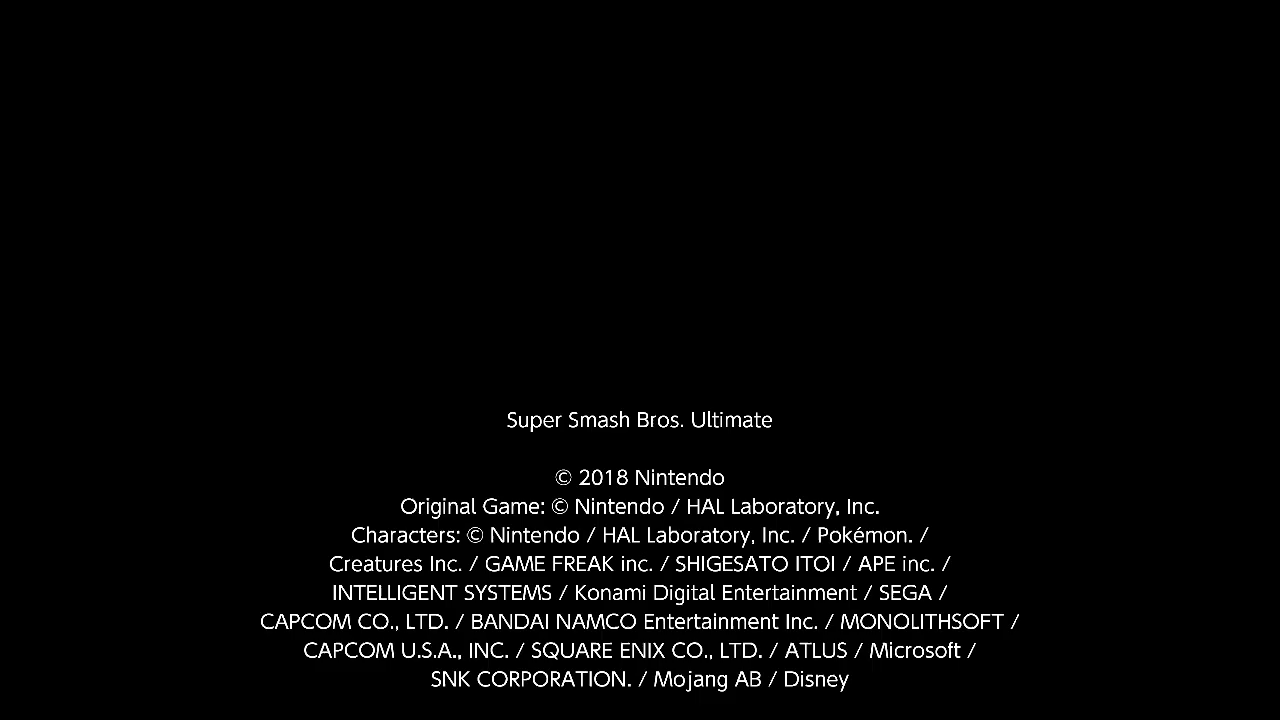 Super Smash Bros. Ultimate
© 2018 Nintendo
Original Game: © Nintendo / HAL Laboratory, Inc.
Characters: © Nintendo / HAL Laboratory, Inc. / Pokémon. /
Creatures Inc. / GAME FREAK inc. / SHIGESATO ITOI / APE inc. /
INTELLIGENT SYSTEMS / Konami Digital Entertainment / SEGA /
CAPCOM CO., LTD. / BANDAI NAMCO Entertainment Inc. / MONOLITHSOFT /
CAPCOM U.S.A., INC. / SQUARE ENIX CO., LTD. / ATLUS / Microsoft /
SNK CORPORATION. / Mojang AB / Disney